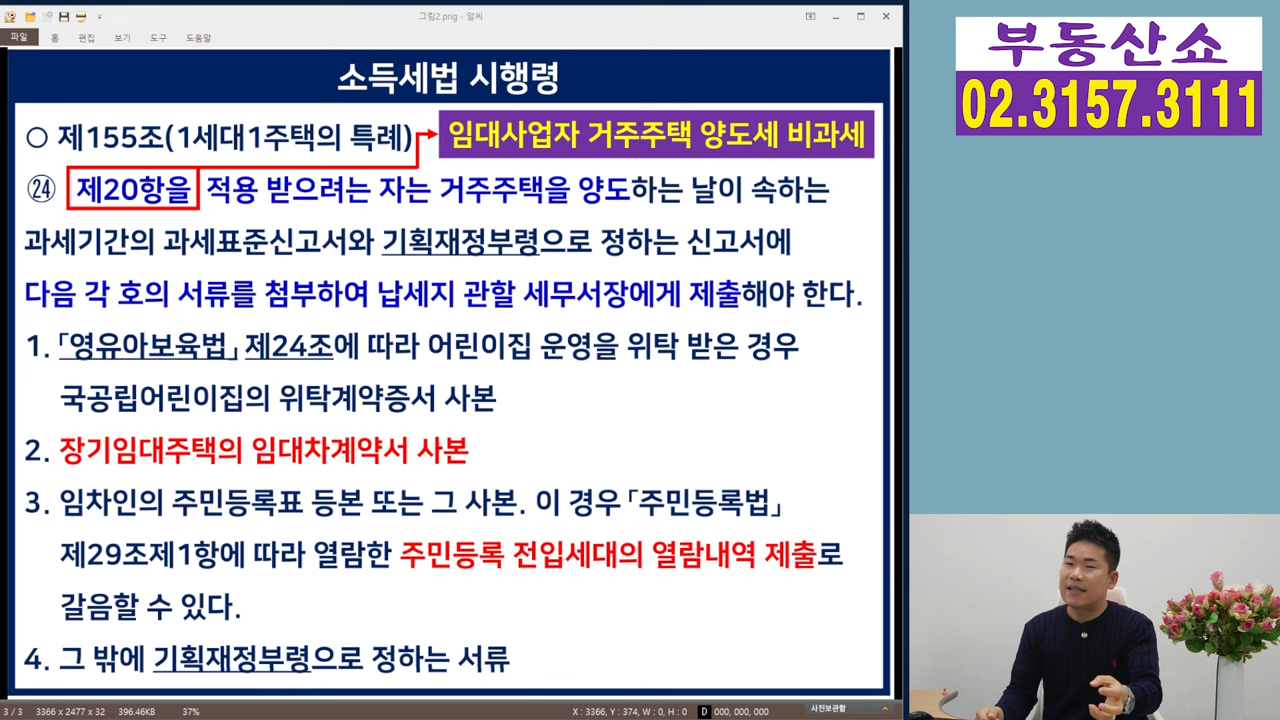 그림2.png - 알씨
파일 홈 편집 보기 도구 도움말
소득세법 시행령
○ 제155조(1세대1주택의 특례)
임대사업자 거주주택 양도세 비과세
㉔ 제20항을 적용 받으려는 자는 거주주택을 양도하는 날이 속하는
과세기간의 과세표준신고서와 기획재정부령으로 정하는 신고서에
다음 각 호의 서류를 첨부하여 납세지 관할 세무서장에게 제출해야 한다.
1. 「영유아보육법」 제24조에 따라 어린이집 운영을 위탁 받은 경우
국공립어린이집의 위탁계약증서 사본
2. 장기임대주택의 임대차계약서 사본
3. 임차인의 주민등록표 등본 또는 그 사본. 이 경우 「주민등록법」
제29조제1항에 따라 열람한 주민등록 전입세대의 열람내역 제출로
갈음할 수 있다.
4. 그 밖에 기획재정부령으로 정하는 서류
3 / 3 3366 x 2477 x 32 396.46KB 37% X : 3366, Y : 374, W : 0, H : 0 D 000, 000, 000 사진보관함
부동산쇼
02.3157.3111